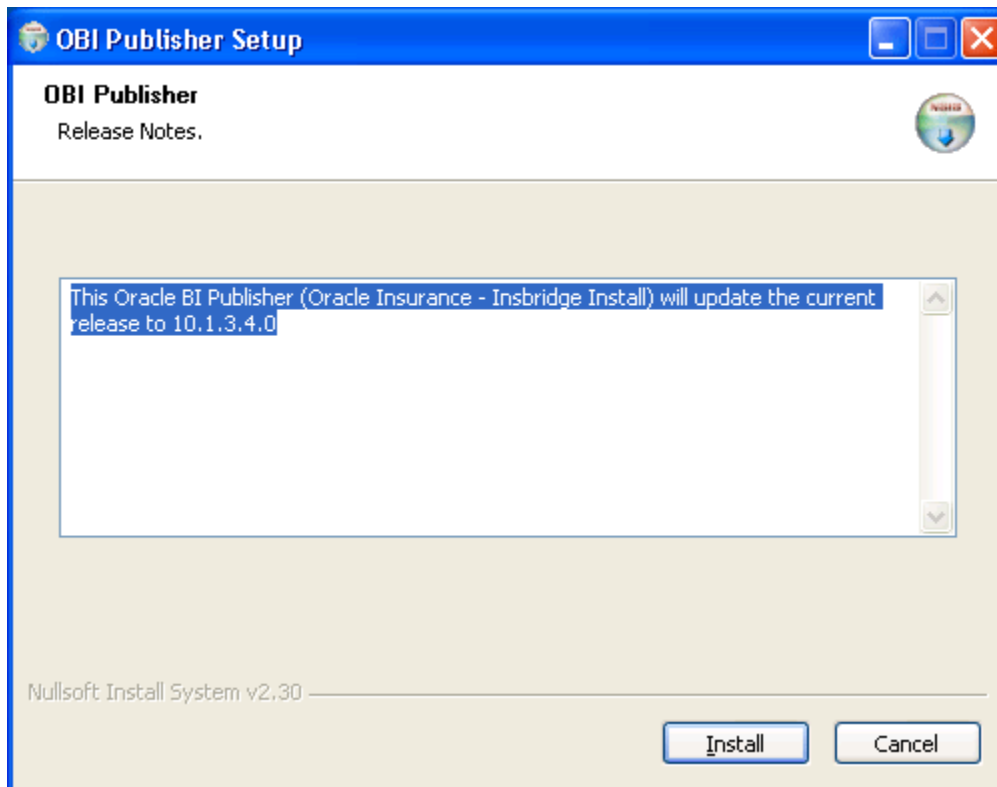 OBI Publisher Setup
OBI Publisher
Release Notes.
This Oracle BI Publisher (Oracle Insurance - Insbridge Install) will update the current
release to 10.1.3.4.0
Nullsoft Install System v2.30
Install
Cancel